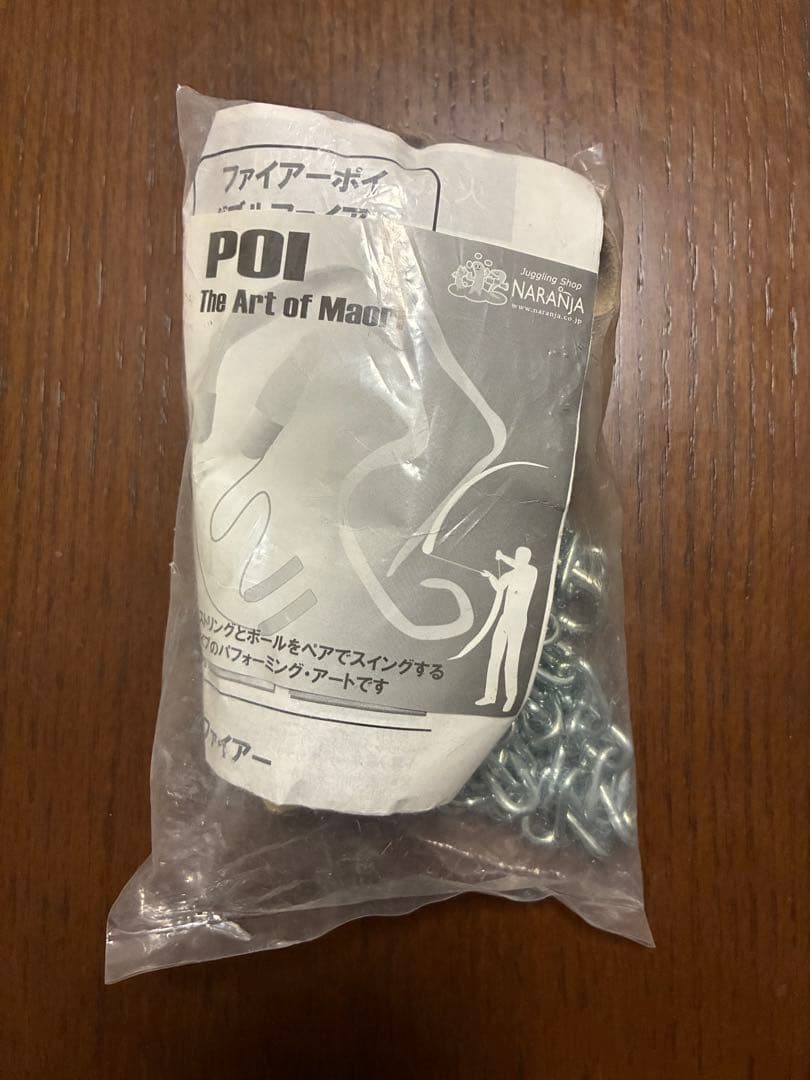 ファイアーポイ
POI
The Art of Maori
Juggling Shop
NARANJA
www.naranja.co.jp
ストリングとボールをペアでスイングする
イプのパフォーミング・アートです
ファイアー